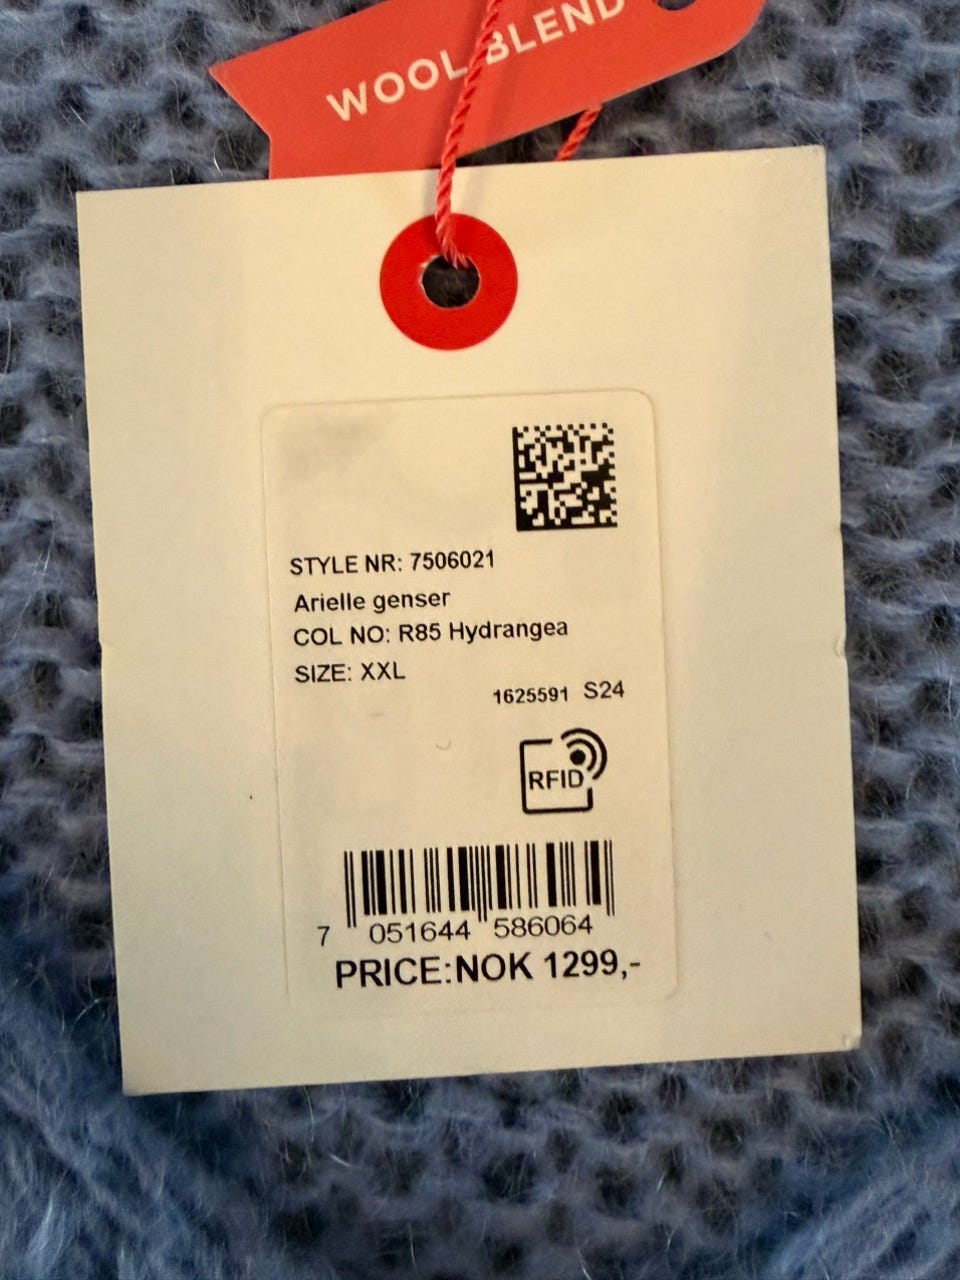 WOOL BLEND
STYLE NR: 7506021
Arielle genser
COL NO: R85 Hydrangea
SIZE: XXL
1625591 S24
RFID
7 051644 586064
PRICE:NOK 1299,-